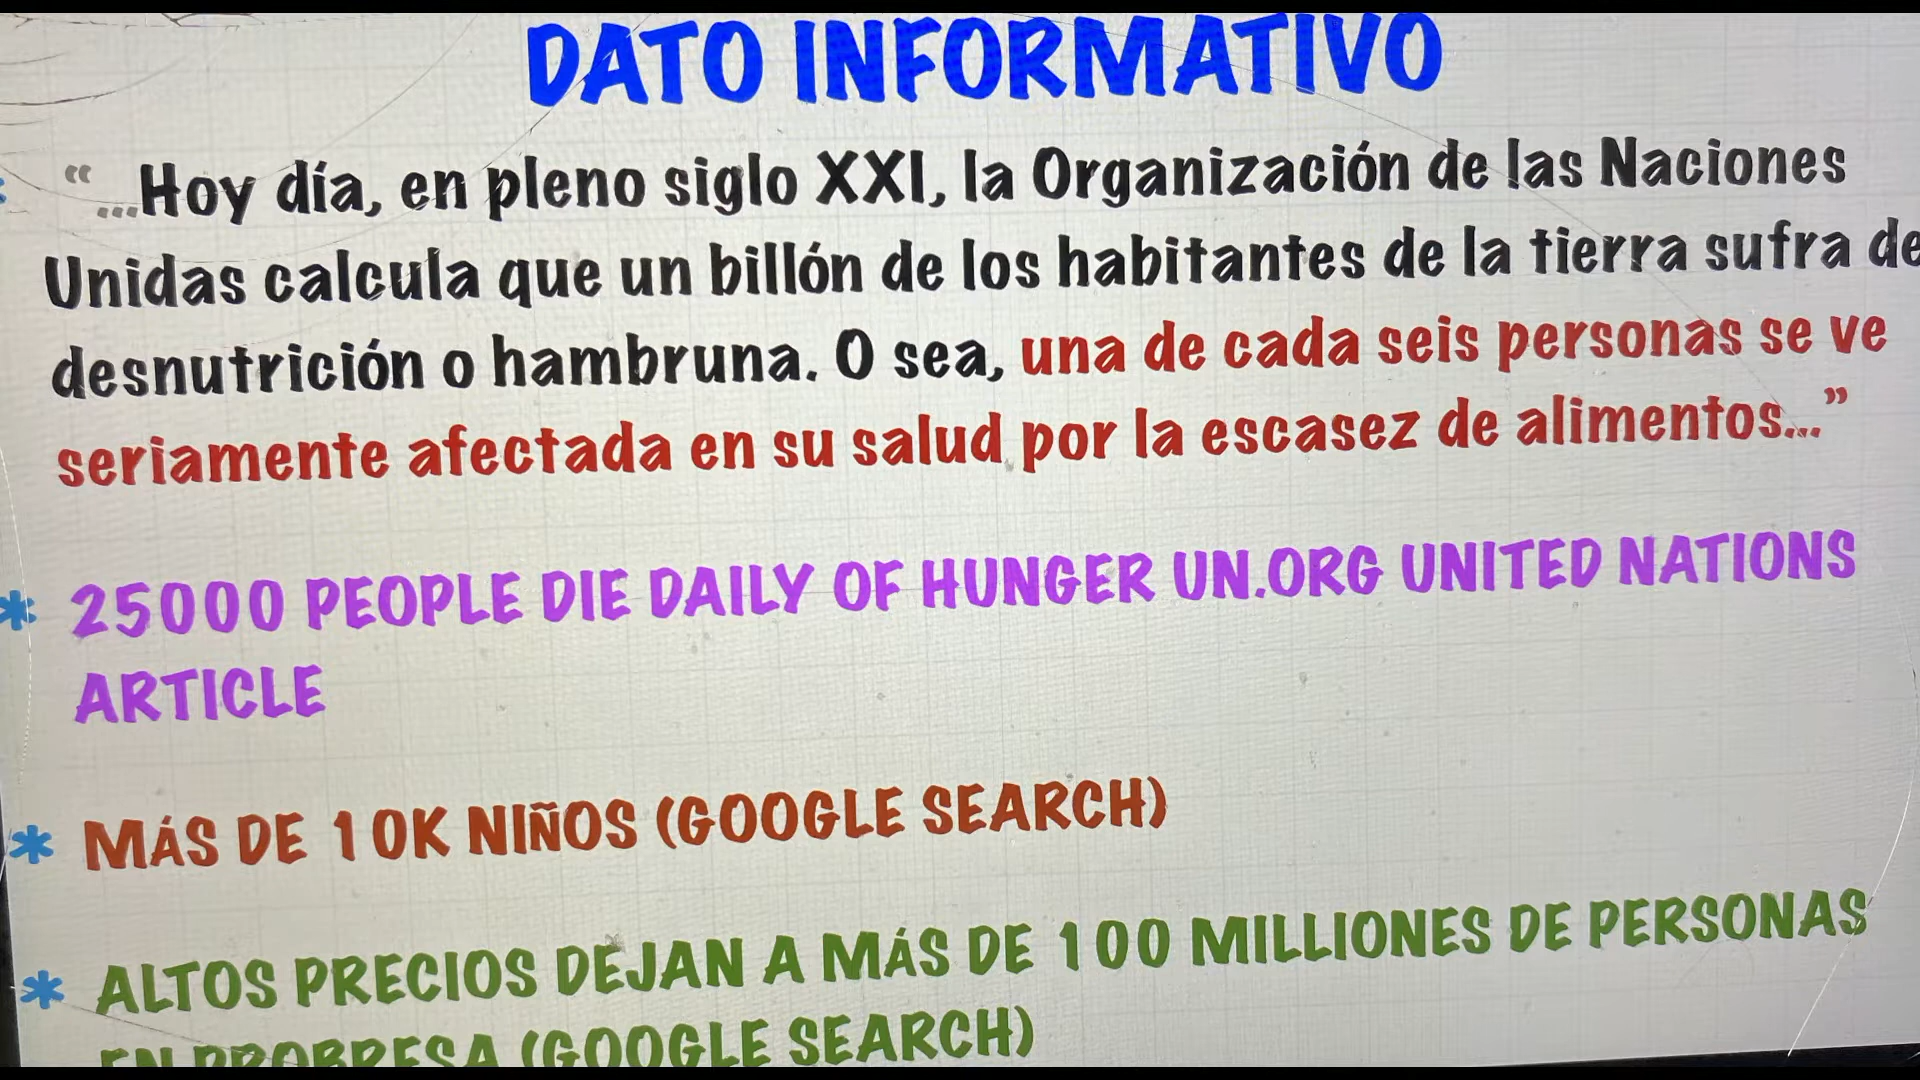 DATO INFORMATIVO
“...Hoy día, en pleno siglo XXI, la Organización de las Naciones
Unidas calcula que un billón de los habitantes de la tierra sufra de
desnutrición o hambruna. O sea, una de cada seis personas se ve
seriamente afectada en su salud por la escasez de alimentos...”
* 25000 PEOPLE DIE DAILY OF HUNGER UN.ORG UNITED NATIONS
ARTICLE
* MÁS DE 10K NIÑOS (GOOGLE SEARCH)
* ALTOS PRECIOS DEJAN A MÁS DE 100 MILLIONES DE PERSONAS
EN PROBRESA (GOOGLE SEARCH)